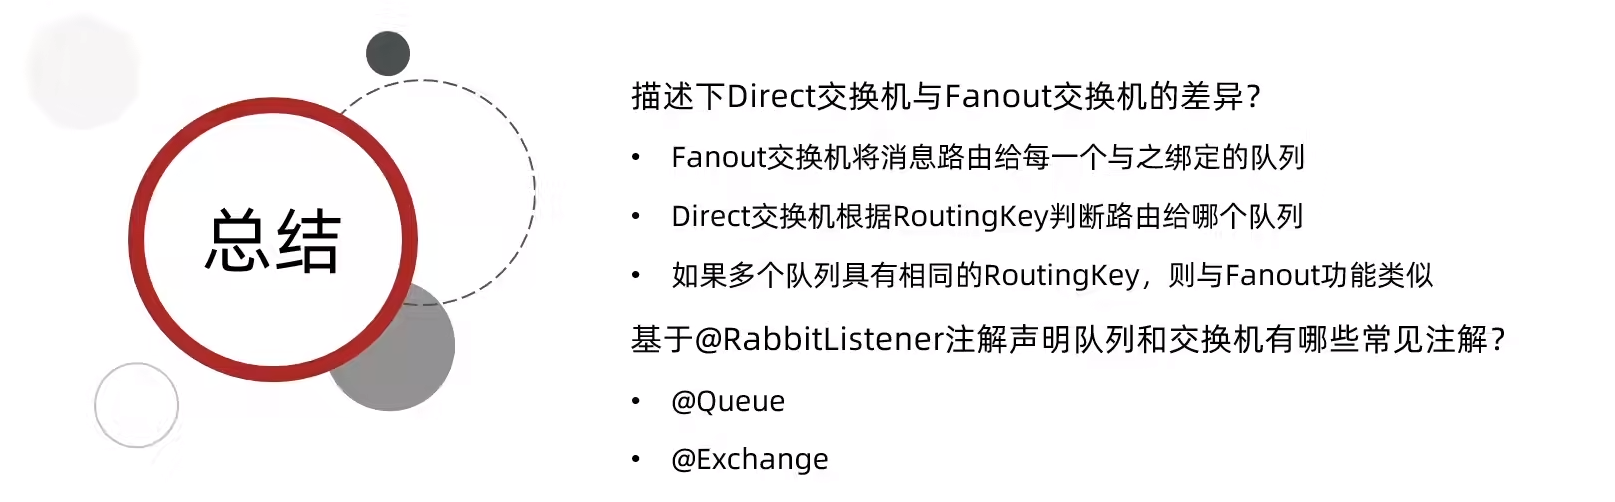 总结
描述下Direct交换机与Fanout交换机的差异？
• Fanout交换机将消息路由给每一个与之绑定的队列
• Direct交换机根据RoutingKey判断路由给哪个队列
• 如果多个队列具有相同的RoutingKey，则与Fanout功能类似
基于@RabbitListener注解声明队列和交换机有哪些常见注解？
• @Queue
• @Exchange